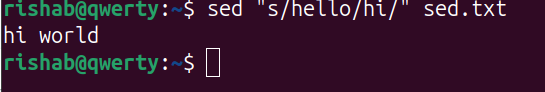 rishab@qwerty:~$ sed "s/hello/hi/" sed.txt
hi world
rishab@qwerty:~$